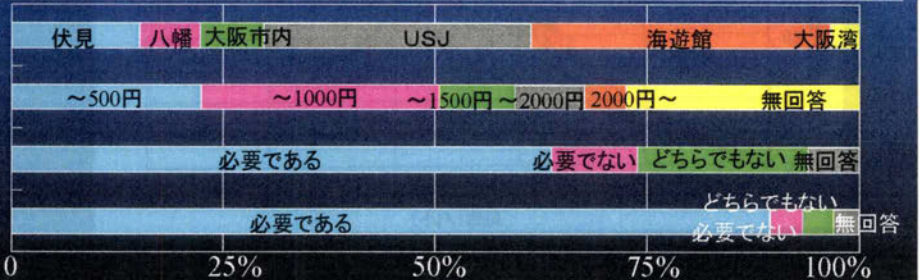 伏見 八幡 大阪市内 USJ 海遊館 大阪湾
～500円 ～1000円 ～1500円 ～2000円 2000円～ 無回答
必要である 必要でない どちらでもない 無回答
どちらでもない
必要である 必要でない 無回答
0 25% 50% 75% 100%